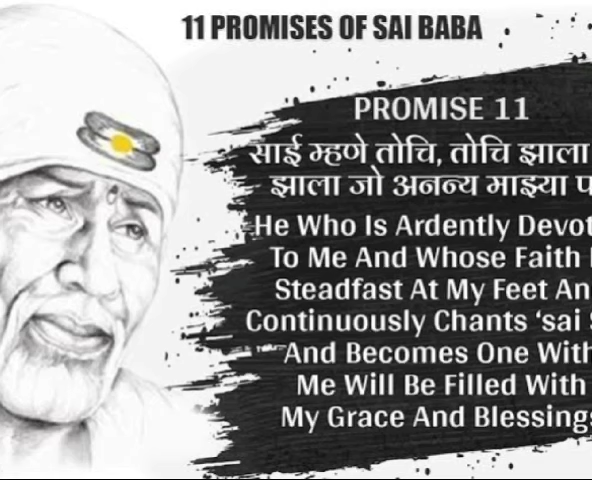 11 PROMISES OF SAI BABA
PROMISE 11
साई म्हणे तोचि, तोचि झाला
झाला जो अनन्य माझ्या
He Who Is Ardently
To Me And Whose Faith
Steadfast At My Feet
Continuously Chants ‘sai
And Becomes One With
Me Will Be Filled With
My Grace And Blessings